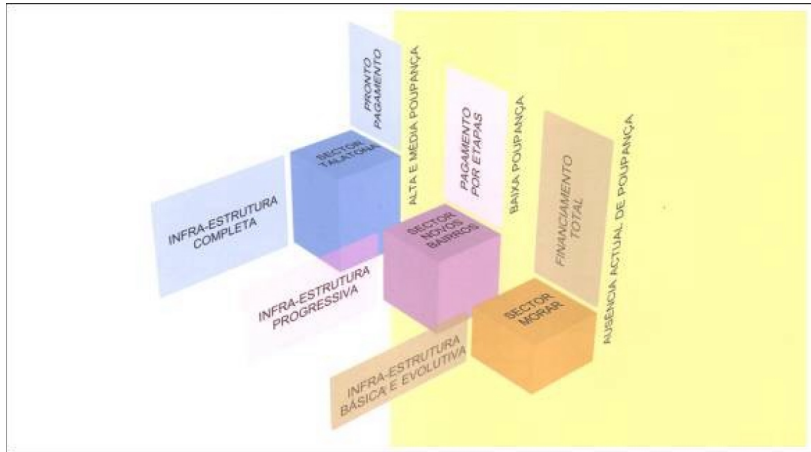 PRONTO
PAGAMENTO
ALTA E MÉDIA POUPANÇA
SECTOR
TALATONA
INFRA-ESTRUTURA
COMPLETA
PAGAMENTO
POR ETAPAS
BAIXA POUPANÇA
SECTOR
NOVOS
BAIRROS
INFRA-ESTRUTURA
PROGRESSIVA
FINANCIAMENTO
TOTAL
AUSÊNCIA ACTUAL DE POUPANÇA
SECTOR
MORAR
INFRA-ESTRUTURA
BÁSICA E EVOLUTIVA